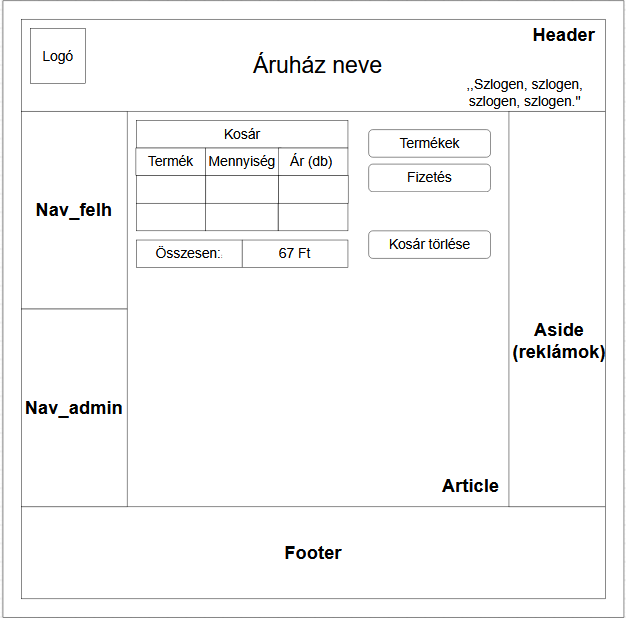 Header
Logó
Áruház neve
,,Szlogen, szlogen,
szlogen, szlogen."
Nav_felh
Kosár
Termék Mennyiség Ár (db)
Összesen: 67 Ft
Termékek
Fizetés
Kosár törlése
Nav_admin
Aside
(reklámok)
Article
Footer